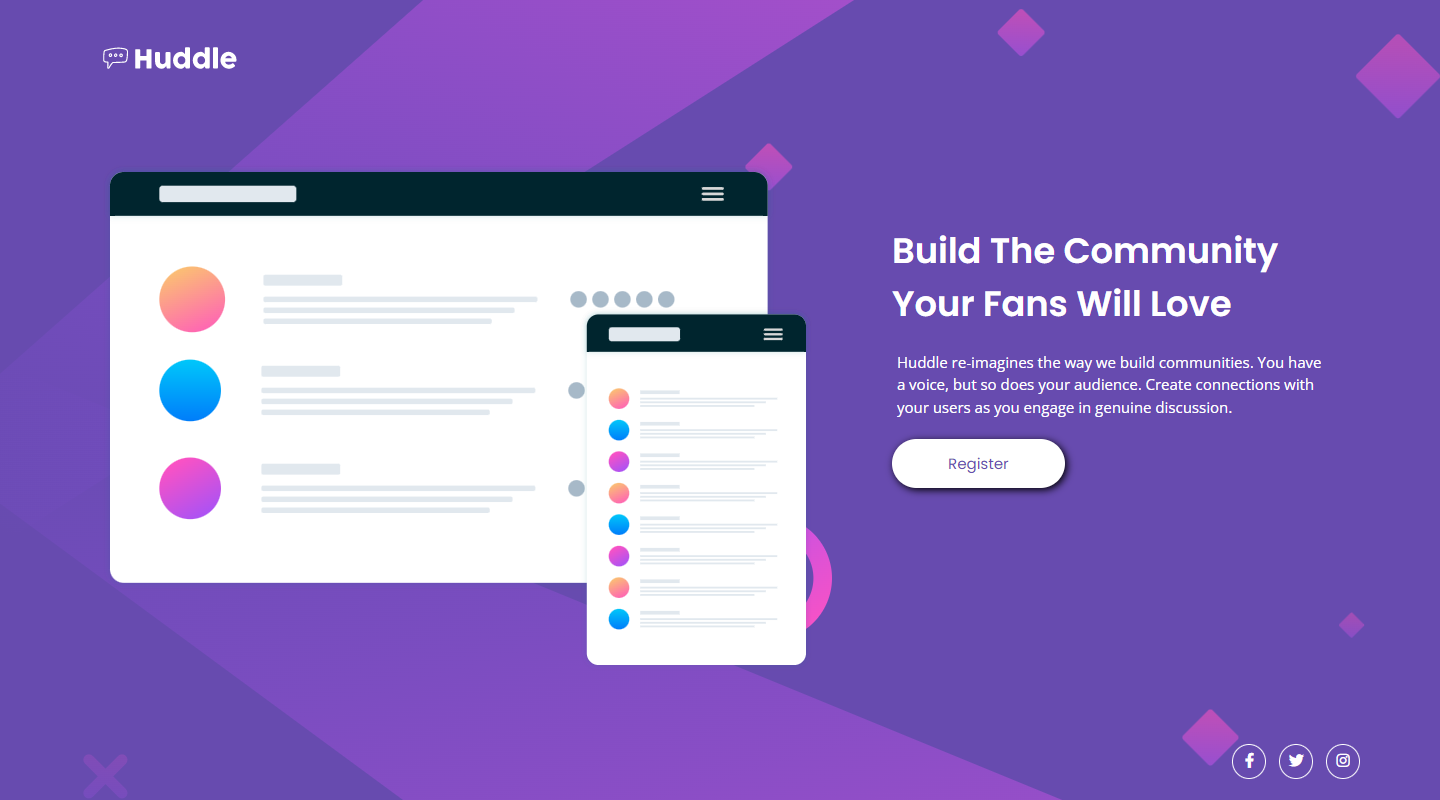 Huddle
Build The Community
Your Fans Will Love
Huddle re-imagines the way we build communities. You have
a voice, but so does your audience. Create connections with
your users as you engage in genuine discussion.
Register